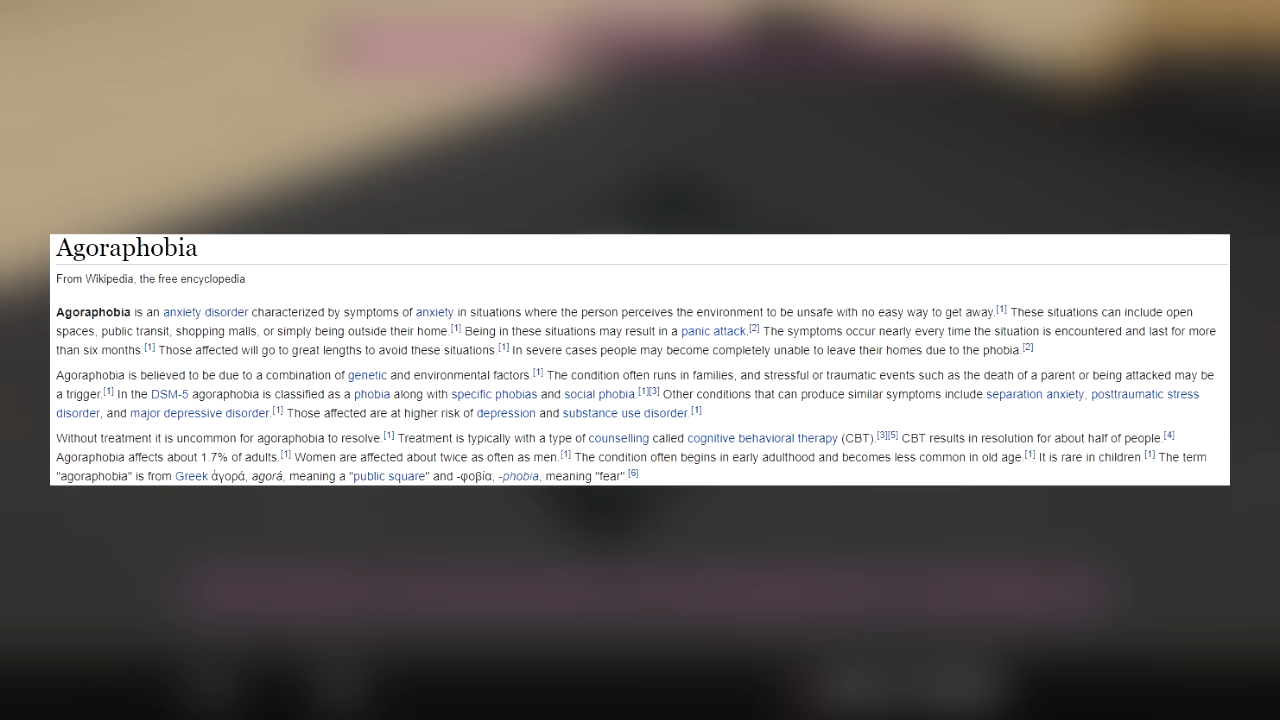 Agoraphobia
From Wikipedia, the free encyclopedia
Agoraphobia is an anxiety disorder characterized by symptoms of anxiety in situations where the person perceives the environment to be unsafe with no easy way to get away.[1] These situations can include open
spaces, public transit, shopping malls, or simply being outside their home.[1] Being in these situations may result in a panic attack.[2] The symptoms occur nearly every time the situation is encountered and last for more
than six months.[1] Those affected will go to great lengths to avoid these situations.[1] In severe cases people may become completely unable to leave their homes due to the phobia.[2]
Agoraphobia is believed to be due to a combination of genetic and environmental factors.[1] The condition often runs in families, and stressful or traumatic events such as the death of a parent or being attacked may be
a trigger.[1] In the DSM-5 agoraphobia is classified as a phobia along with specific phobias and social phobia.[1][3] Other conditions that can produce similar symptoms include separation anxiety, posttraumatic stress
disorder, and major depressive disorder.[1] Those affected are at higher risk of depression and substance use disorder.[1]
Without treatment it is uncommon for agoraphobia to resolve.[1] Treatment is typically with a type of counselling called cognitive behavioral therapy (CBT).[3][5] CBT results in resolution for about half of people.[4]
Agoraphobia affects about 1.7% of adults.[1] Women are affected about twice as often as men.[1] The condition often begins in early adulthood and becomes less common in old age.[1] It is rare in children.[1] The term
"agoraphobia" is from Greek ἀγορά, agorá, meaning a "public square" and -φοβία, -phobia, meaning "fear".[6]